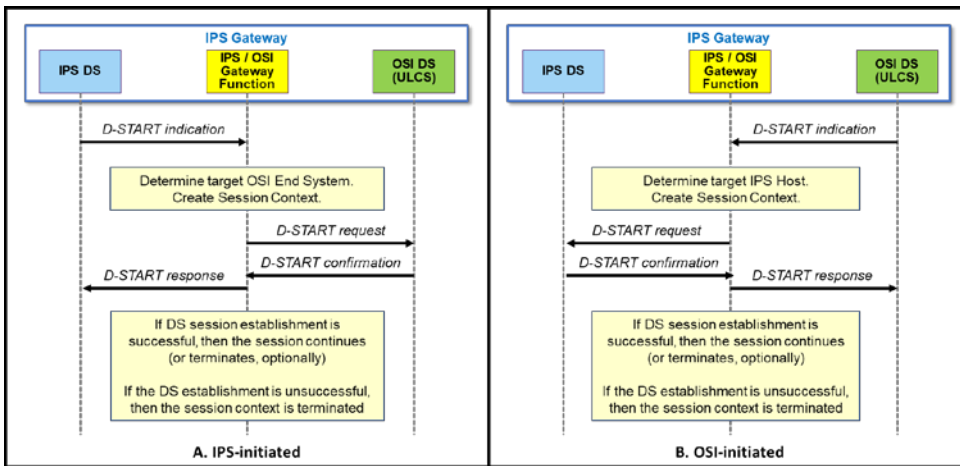 IPS Gateway
IPS DS
IPS / OSI
Gateway
Function
OSI DS
(ULCS)
D-START indication
Determine target OSI End System.
Create Session Context.
D-START request
D-START confirmation
D-START response
If DS session establishment is
successful, then the session continues
(or terminates, optionally)
If the DS establishment is unsuccessful,
then the session context is terminated
A. IPS-initiated
IPS Gateway
IPS DS
IPS / OSI
Gateway
Function
OSI DS
(ULCS)
D-START indication
Determine target IPS Host.
Create Session Context.
D-START request
D-START confirmation
D-START response
If DS session establishment is
successful, then the session continues
(or terminates, optionally)
If the DS establishment is unsuccessful,
then the session context is terminated
B. OSI-initiated